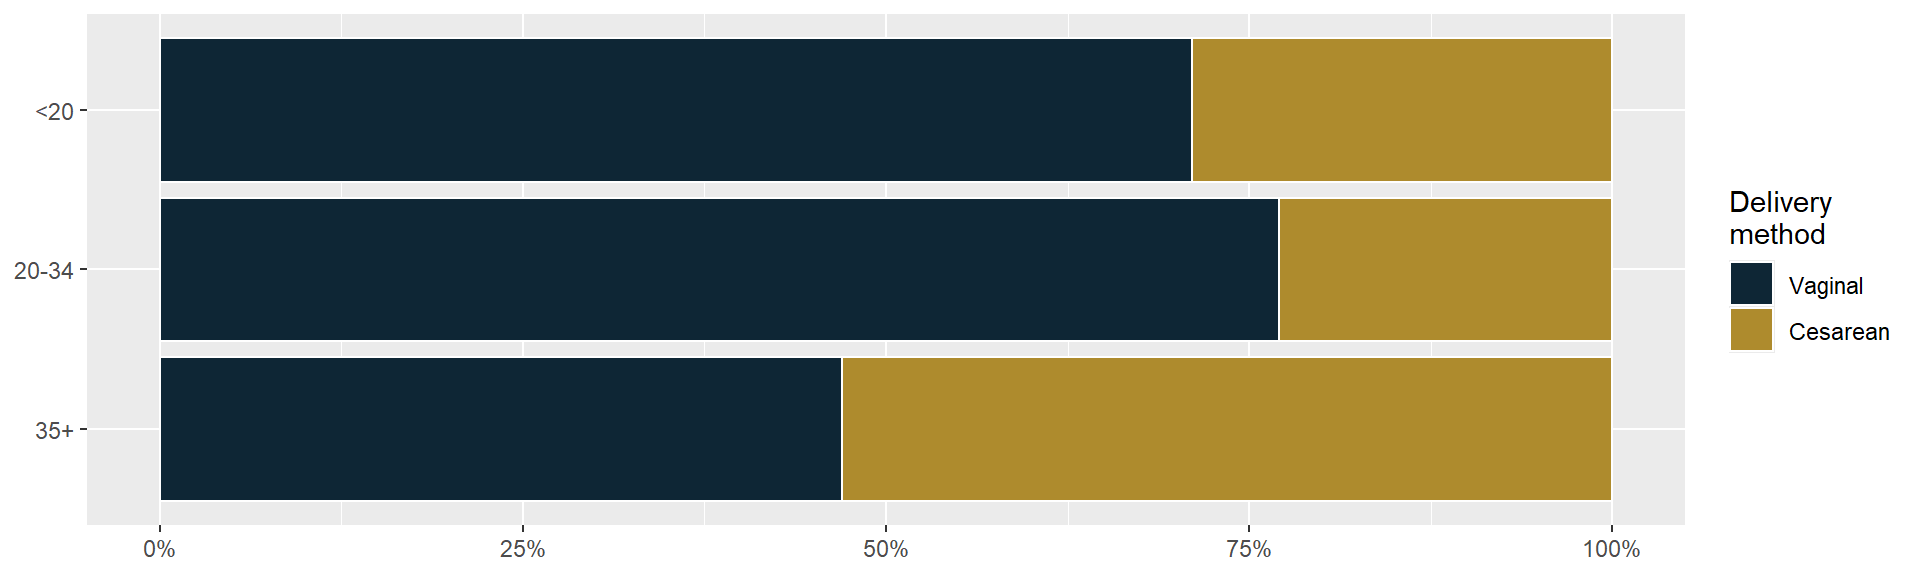 <20
20-34
35+
0% 25% 50% 75% 100%
Delivery
method
Vaginal
Cesarean